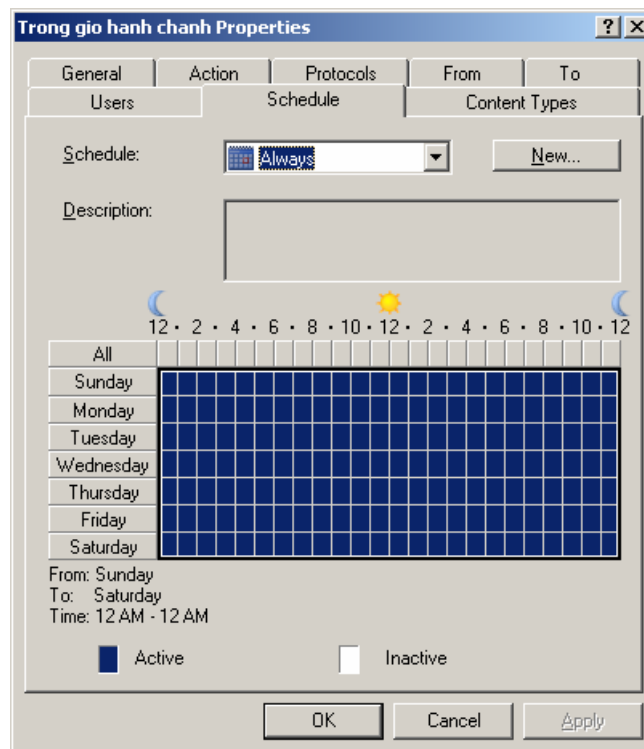 Trong gio hanh chanh Properties
General Action Protocols From To
Users Schedule Content Types
Schedule: Always New...
Description:
12 · 2 · 4 · 6 · 8 · 10 · 12 · 2 · 4 · 6 · 8 · 10 · 12
All
Sunday
Monday
Tuesday
Wednesday
Thursday
Friday
Saturday
From: Sunday
To: Saturday
Time: 12 AM - 12 AM
Active Inactive
OK Cancel Apply